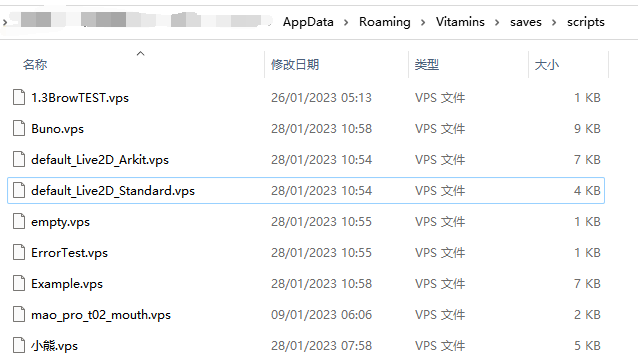 AppData > Roaming > Vitamins > saves > scripts
名称 修改日期 类型 大小
1.3BrowTEST.vps 26/01/2023 05:13 VPS 文件 1 KB
Buno.vps 28/01/2023 10:58 VPS 文件 9 KB
default_Live2D_Arkit.vps 28/01/2023 10:54 VPS 文件 7 KB
default_Live2D_Standard.vps 28/01/2023 10:54 VPS 文件 4 KB
empty.vps 28/01/2023 10:55 VPS 文件 1 KB
ErrorTest.vps 28/01/2023 10:55 VPS 文件 1 KB
Example.vps 28/01/2023 10:58 VPS 文件 7 KB
mao_pro_t02_mouth.vps 09/01/2023 06:06 VPS 文件 2 KB
小熊.vps 28/01/2023 07:58 VPS 文件 5 KB